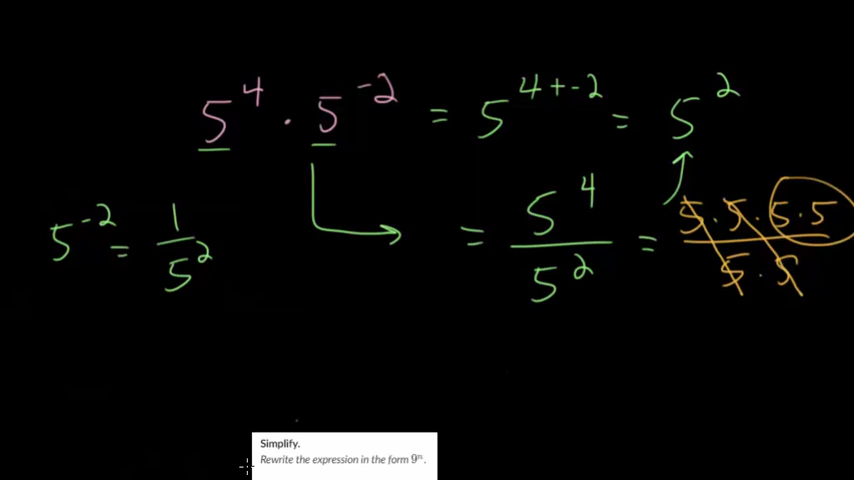 5⁴ · 5⁻² = 5⁴⁺⁻² = 5²
5⁻² = 1/5² = 5⁴/5² = 5·5·5·5/5·5
Simplify.
Rewrite the expression in the form 9ⁿ.